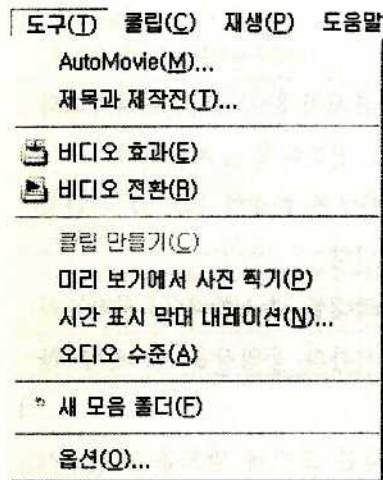 도구(T) 클립(C) 재생(P) 도움말
AutoMovie(M)...
제목과 제작진(T)...
비디오 효과(E)
비디오 전환(R)
클립 만들기(C)
미리 보기에서 사진 찍기(P)
시간 표시 막대 내레이션(N)...
오디오 수준(A)
새 모음 폴더(F)
옵션(O)...